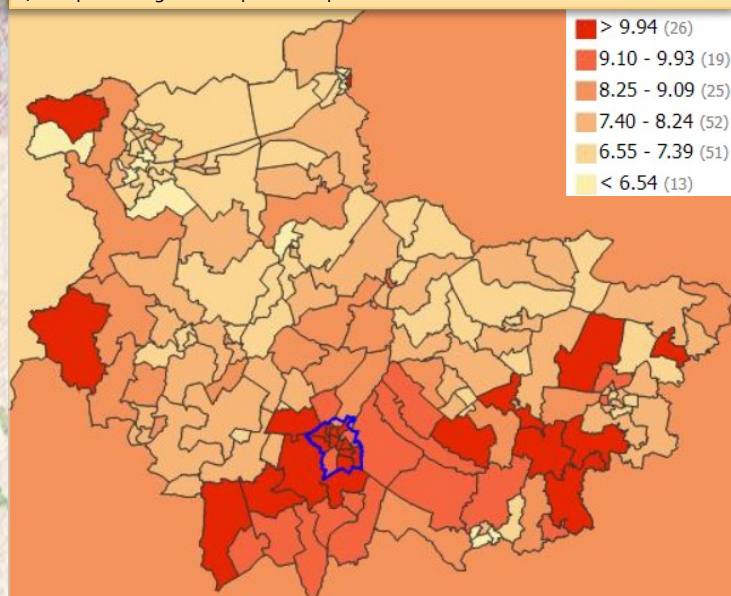 > 9.94 (26)
9.10 - 9.93 (19)
8.25 - 9.09 (25)
7.40 - 8.24 (52)
6.55 - 7.39 (51)
< 6.54 (13)